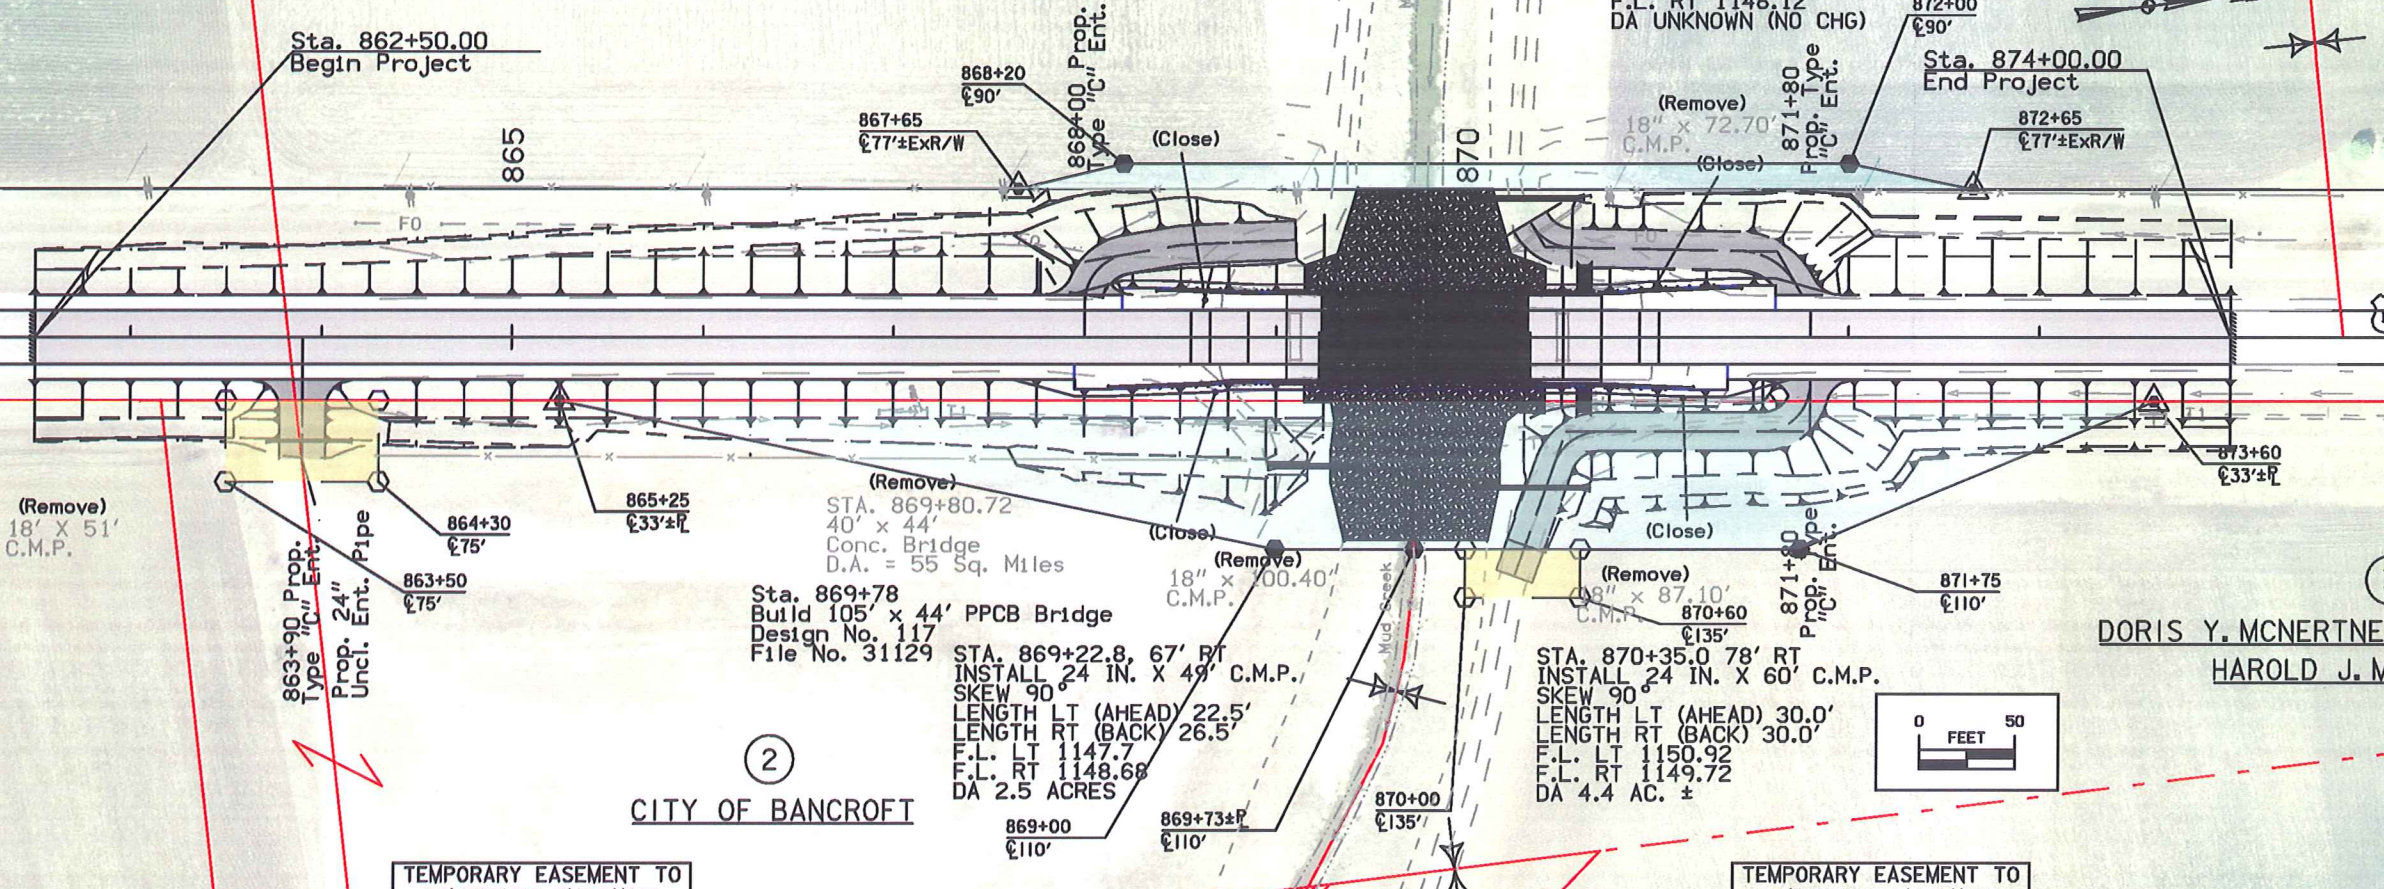 F.L. RT 1148.12
DA UNKNOWN (NO CHG)
872+00
℄90'
Sta. 862+50.00
Begin Project
Sta. 874+00.00
End Project
868+20
℄90'
868+00 Prop.
Type "C" Ent.
867+65
℄77'±ExR/W
(Close)
865
870
(Remove)
18" x 72.70'
C.M.P.
(Close)
871+80
Prop. Type
"C" Ent.
872+65
℄77'±ExR/W
FO
FO
FO
T1
T1
873+60
℄33'±℄
(Remove)
18' X 51'
C.M.P.
864+30
℄75'
863+50
℄75'
863+90 Prop.
Type "C" Ent.
Prop. 24"
Uncl. Ent. Pipe
865+25
℄33'±℄
(Remove)
STA. 869+80.72
40' x 44'
Conc. Bridge
D.A. = 55 Sq. Miles
(Close)
(Remove)
18" x 100.40"
C.M.P.
Sta. 869+78
Build 105' x 44' PPCB Bridge
Design No. 117
File No. 31129
STA. 869+22.8, 67' RT
INSTALL 24 IN. X 49' C.M.P.
SKEW 90°
LENGTH LT (AHEAD) 22.5'
LENGTH RT (BACK) 26.5'
F.L. LT 1147.7
F.L. RT 1148.68
DA 2.5 ACRES
Mud Creek
(Close)
(Remove)
18" x 87.10'
C.M.P.
870+60
℄135'
871+80
Prop. Type
"C" Ent.
871+75
℄110'
STA. 870+35.0 78' RT
INSTALL 24 IN. X 60' C.M.P.
SKEW 90°
LENGTH LT (AHEAD) 30.0'
LENGTH RT (BACK) 30.0'
F.L. LT 1150.92
F.L. RT 1149.72
DA 4.4 AC. ±
DORIS Y. MCNERTNE
HAROLD J. M
0 50
FEET
2
CITY OF BANCROFT
869+00
℄110'
869+73±℄
℄110'
870+00
℄135'
TEMPORARY EASEMENT TO
TEMPORARY EASEMENT TO